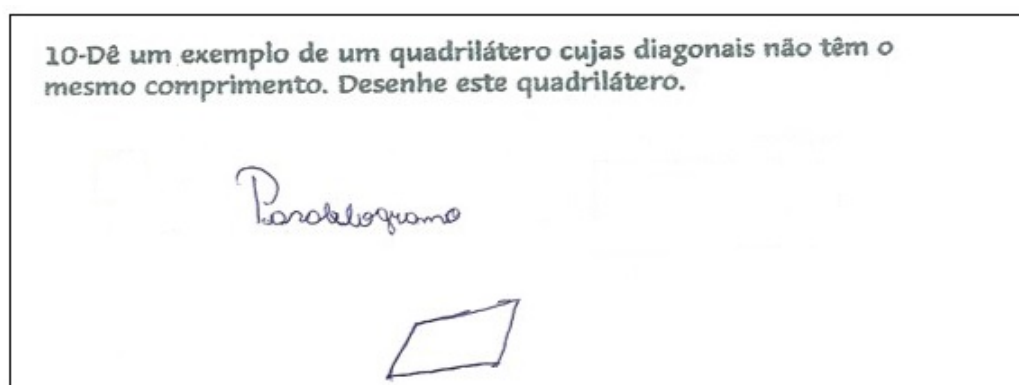 10-Dê um exemplo de um quadrilátero cujas diagonais não têm o
mesmo comprimento. Desenhe este quadrilátero.
Paralelogramo